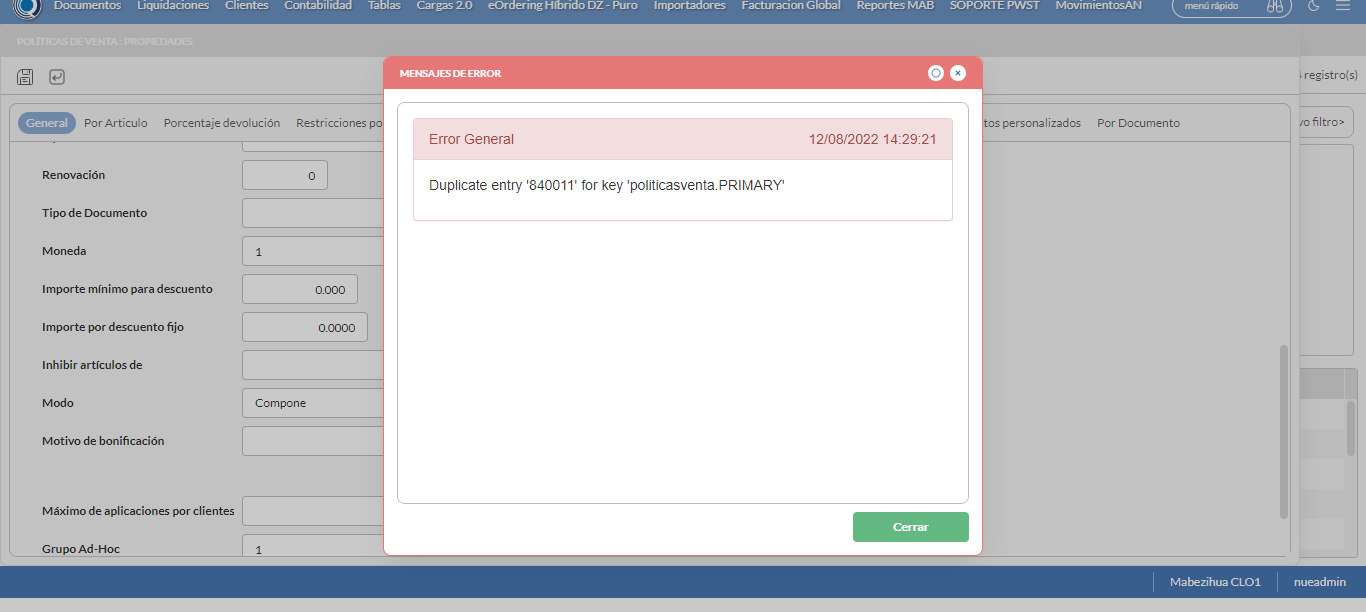 Documentos Liquidaciones Clientes Contabilidad Tablas Cargas 2.0 eOrdering Híbrido DZ - Puro Importadores Facturacion Global Reportes MAB SOPORTE PWST MovimientosAN menú rápido
POLÍTICAS DE VENTA : PROPIEDADES
MENSAJES DE ERROR
registro(s)
General Por Articulo Porcentaje devolución Restricciones po tos personalizados Por Documento vo filtro>
Error General 12/08/2022 14:29:21
Duplicate entry '840011' for key 'politicasventa.PRIMARY'
Renovación 0
Tipo de Documento
Moneda 1
Importe mínimo para descuento 0.000
Importe por descuento fijo 0.0000
Inhibir artículos de
Modo Compone
Motivo de bonificación
Máximo de aplicaciones por clientes
Grupo Ad-Hoc 1
Cerrar
Mabezihua CLO1 nueadmin